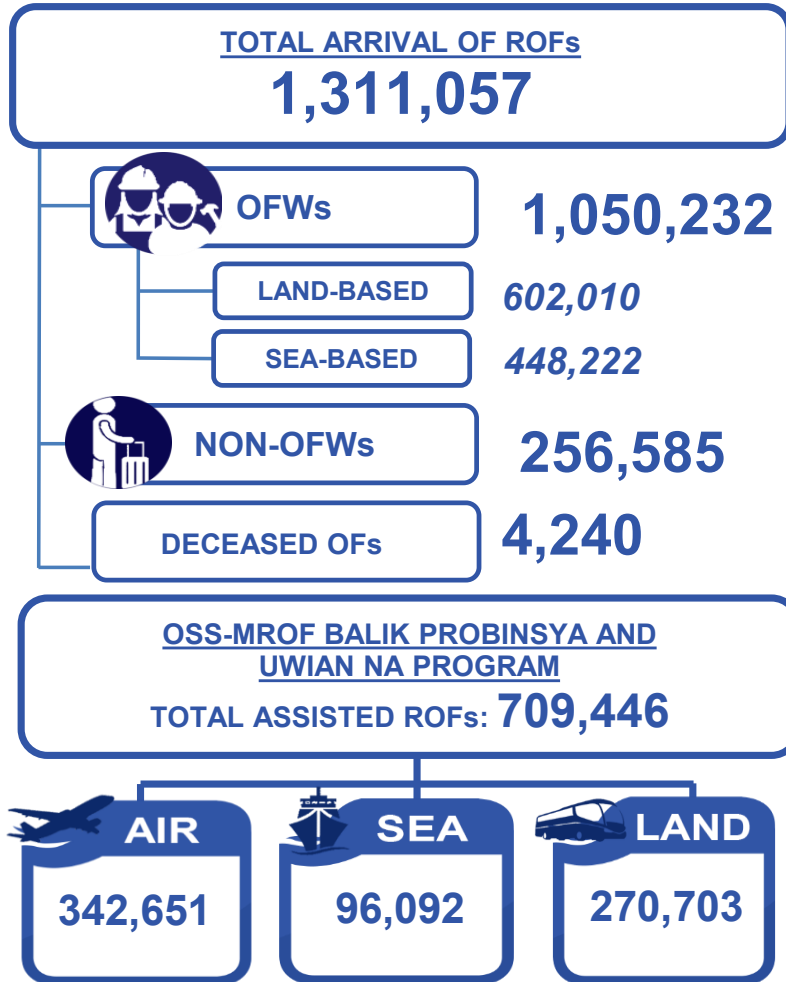 TOTAL ARRIVAL OF ROFs
1,311,057
OFWs 1,050,232
LAND-BASED 602,010
SEA-BASED 448,222
NON-OFWs 256,585
DECEASED OFs 4,240
OSS-MROF BALIK PROBINSYA AND
UWIAN NA PROGRAM
TOTAL ASSISTED ROFs: 709,446
AIR SEA LAND
342,651 96,092 270,703